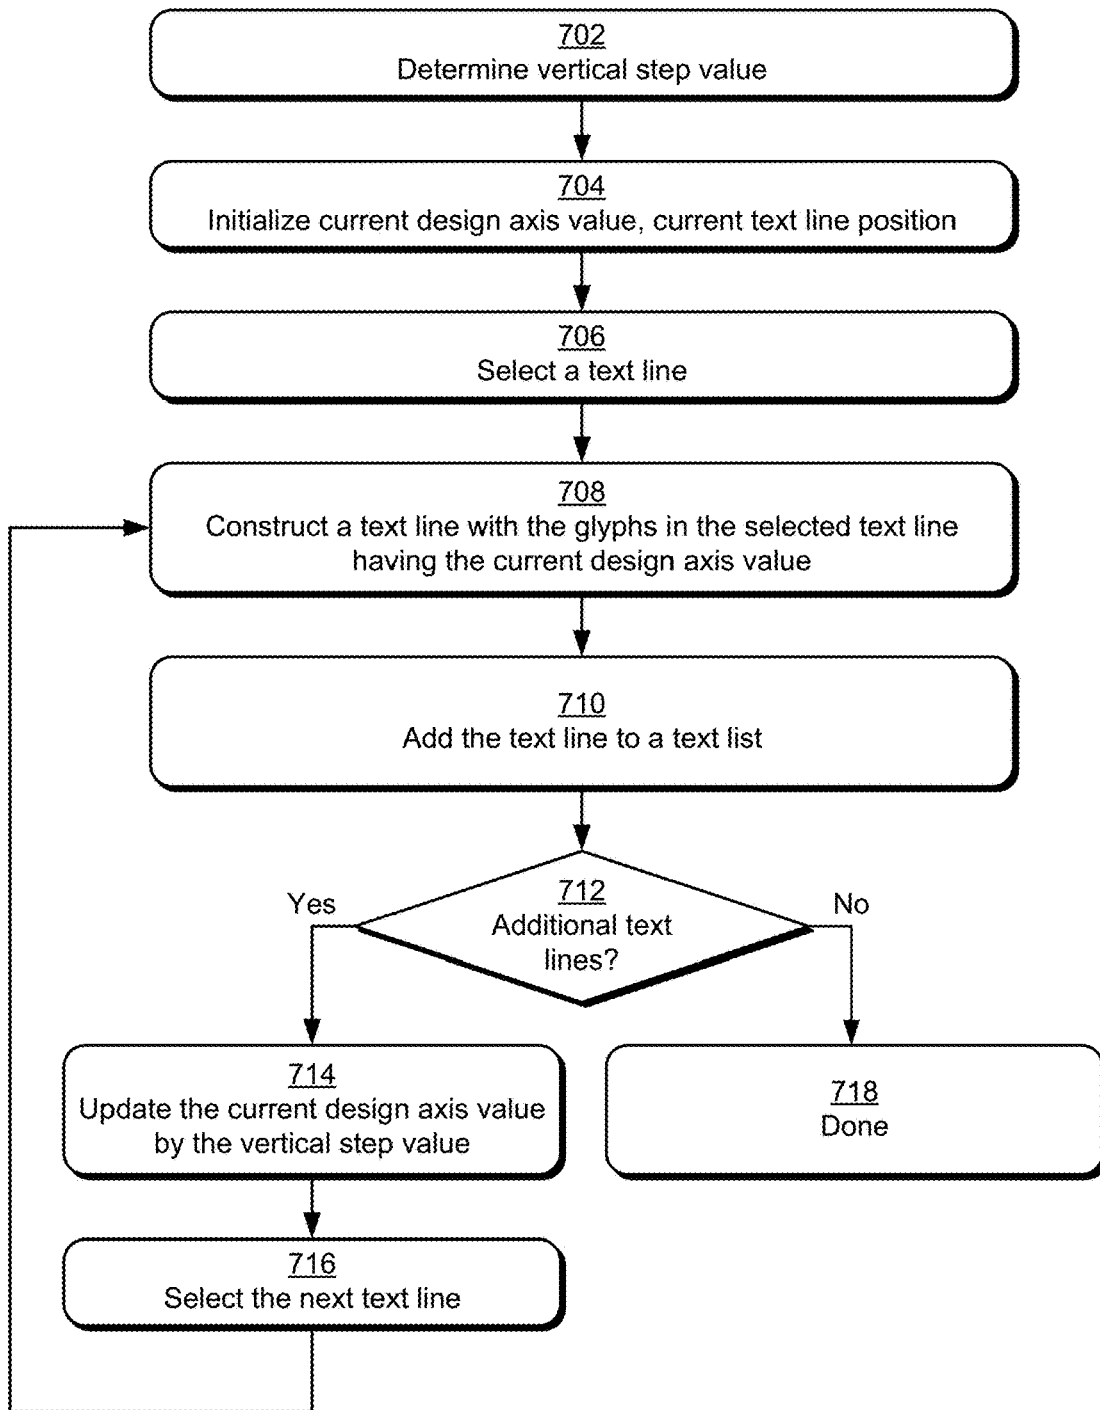 702
Determine vertical step value
704
Initialize current design axis value, current text line position
706
Select a text line
708
Construct a text line with the glyphs in the selected text line
having the current design axis value
710
Add the text line to a text list
Yes
712
Additional text
lines?
No
714
Update the current design axis value
by the vertical step value
718
Done
716
Select the next text line